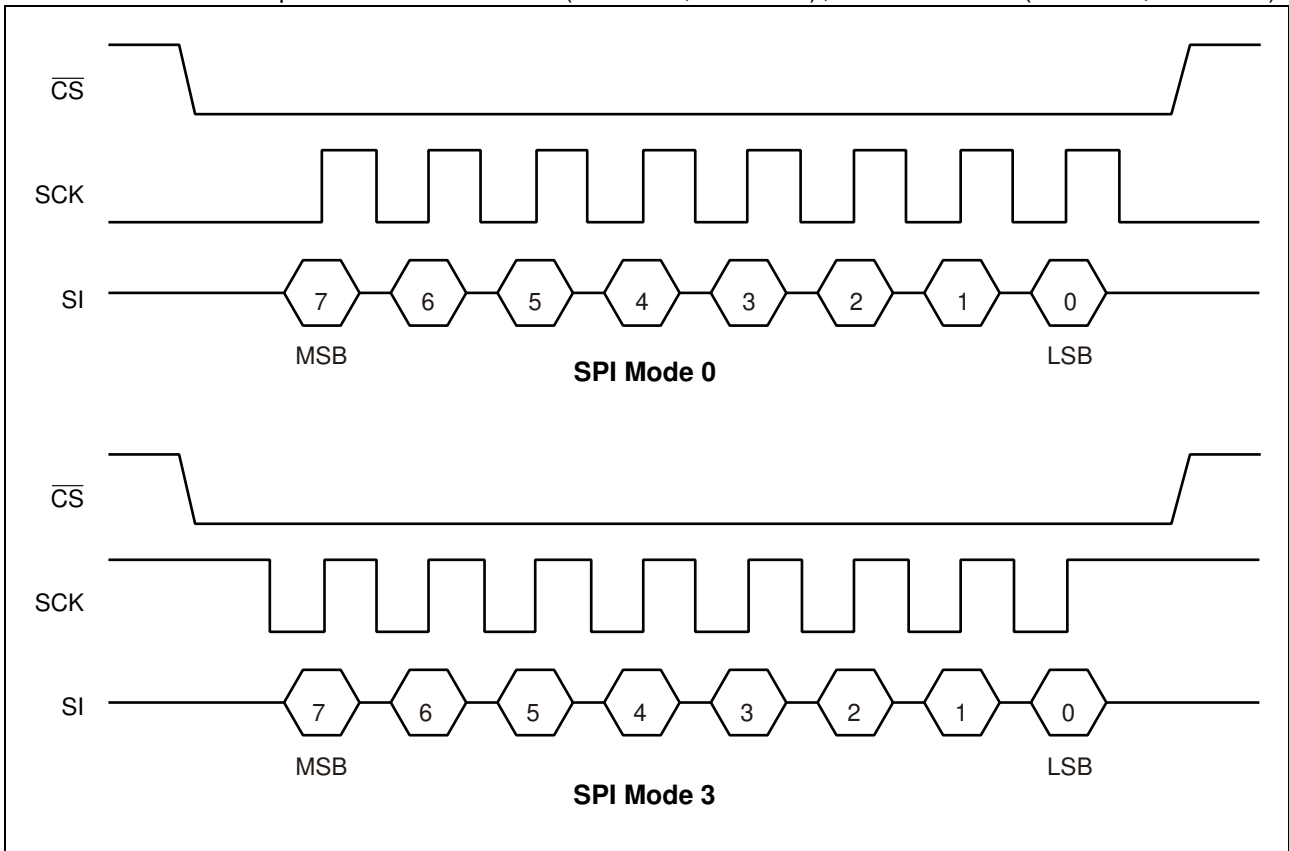 CS
SCK
SI
7 6 5 4 3 2 1 0
MSB LSB
SPI Mode 0
CS
SCK
SI
7 6 5 4 3 2 1 0
MSB LSB
SPI Mode 3